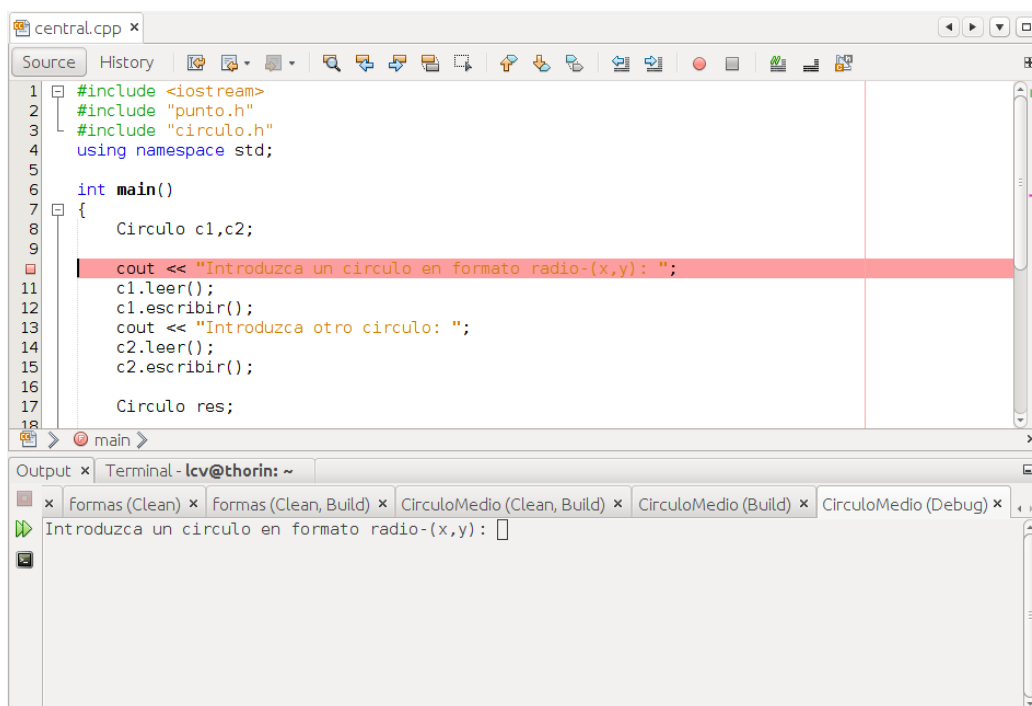 central.cpp ×
Source History
1 #include <iostream>
2 #include "punto.h"
3 #include "circulo.h"
4 using namespace std;
5
6 int main()
7 {
8 Circulo c1,c2;
9
cout << "Introduzca un circulo en formato radio-(x,y): ";
11 c1.leer();
12 c1.escribir();
13 cout << "Introduzca otro circulo: ";
14 c2.leer();
15 c2.escribir();
16
17 Circulo res;
18
main
Output × Terminal - lcv@thorin: ~
× formas (Clean) × formas (Clean, Build) × CirculoMedio (Clean, Build) × CirculoMedio (Build) × CirculoMedio (Debug) ×
Introduzca un circulo en formato radio-(x,y):